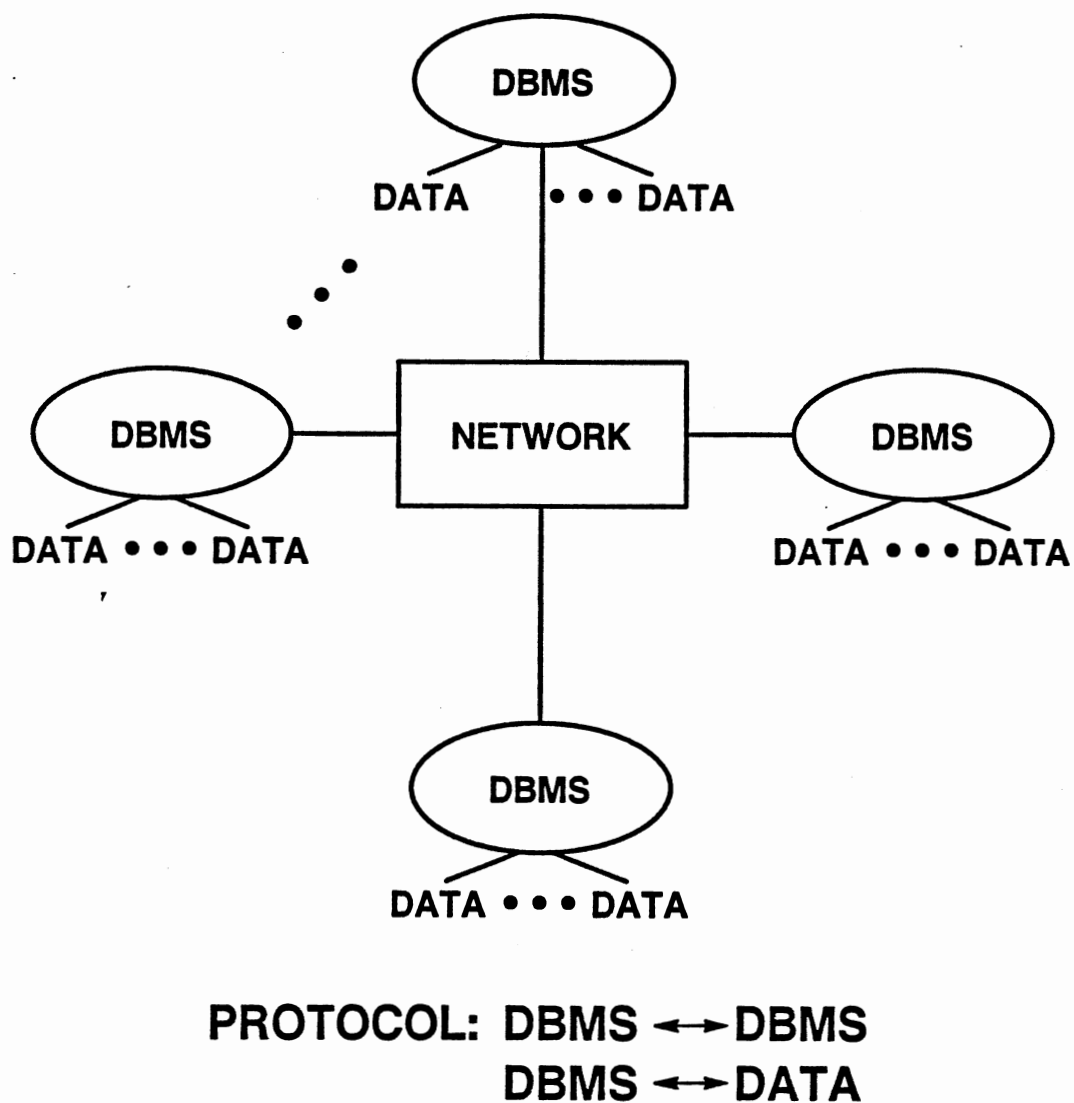 DBMS
DATA ••• DATA
DBMS
NETWORK
DBMS
DATA ••• DATA
DATA ••• DATA
DBMS
DATA ••• DATA
PROTOCOL: DBMS ↔ DBMS
DBMS ↔ DATA